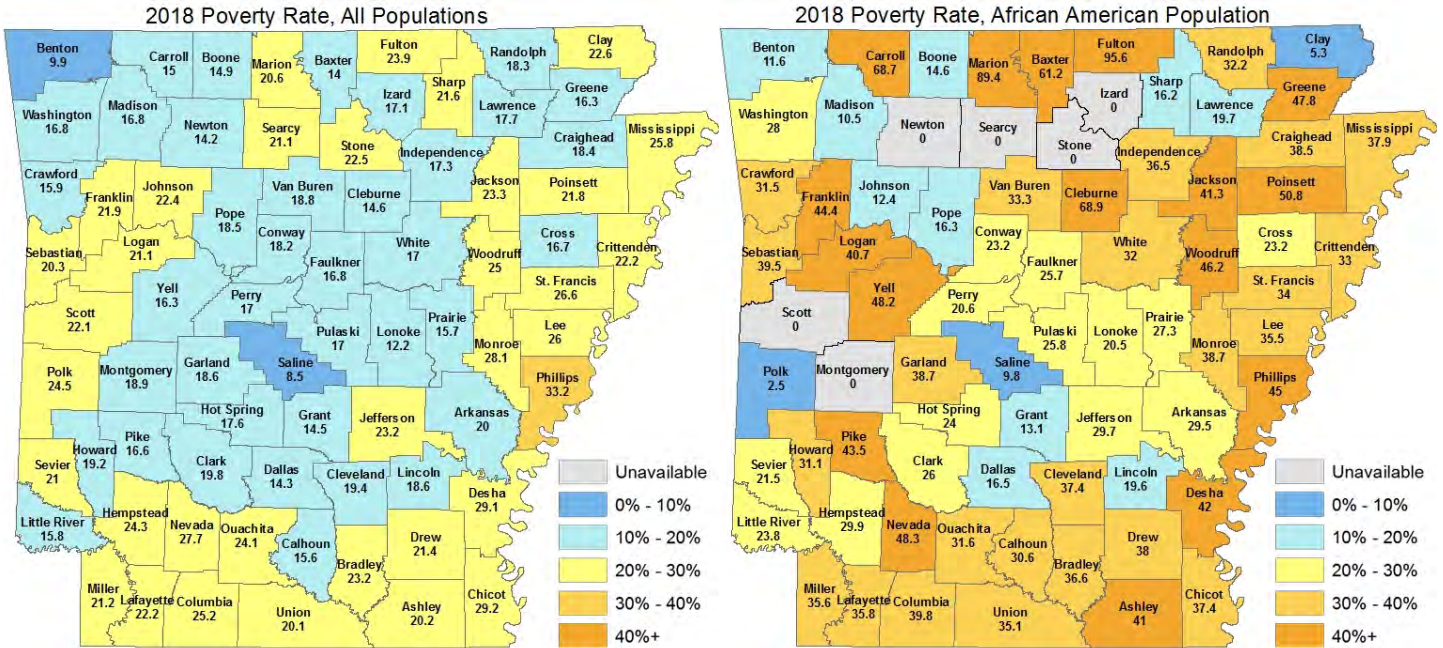 2018 Poverty Rate, All Populations
Benton
9.9
Carroll
15
Boone
14.9
Marion
20.6
Baxter
14
Fulton
23.9
Randolph
18.3
Clay
22.6
Washington
16.8
Madison
16.8
Newton
14.2
Searcy
21.1
Stone
22.5
Izard
17.1
Sharp
21.6
Lawrence
17.7
Greene
16.3
Craighead
18.4
Mississippi
25.8
Crawford
15.9
Franklin
21.9
Johnson
22.4
Pope
18.5
Van Buren
18.8
Cleburne
14.6
Independence
17.3
Jackson
23.3
Poinsett
21.8
Sebastian
20.3
Logan
21.1
Conway
18.2
Faulkner
16.8
White
17
Woodruff
25
Cross
16.7
Crittenden
22.2
St. Francis
26.6
Scott
22.1
Yell
16.3
Perry
17
Pulaski
17
Lonoke
12.2
Prairie
15.7
Monroe
28.1
Lee
26
Polk
24.5
Montgomery
18.9
Garland
18.6
Saline
8.5
Phillips
33.2
Hot Spring
17.6
Grant
14.5
Jefferson
23.2
Arkansas
20
Sevier
21
Howard
19.2
Pike
16.6
Clark
19.8
Dallas
14.3
Cleveland
19.4
Lincoln
18.6
Desha
29.1
Little River
15.8
Hempstead
24.3
Nevada
27.7
Ouachita
24.1
Calhoun
15.6
Bradley
23.2
Drew
21.4
Miller
21.2
Lafayette
22.2
Columbia
25.2
Union
20.1
Ashley
20.2
Chicot
29.2
Unavailable
0% - 10%
10% - 20%
20% - 30%
30% - 40%
40%+
2018 Poverty Rate, African American Population
Benton
11.6
Carroll
68.7
Boone
14.6
Marion
89.4
Baxter
61.2
Fulton
95.6
Randolph
32.2
Clay
5.3
Washington
28
Madison
10.5
Newton
0
Searcy
0
Stone
0
Izard
0
Sharp
16.2
Lawrence
19.7
Greene
47.8
Craighead
38.5
Mississippi
37.9
Crawford
31.5
Franklin
44.4
Johnson
12.4
Pope
16.3
Van Buren
33.3
Cleburne
68.9
Independence
36.5
Jackson
41.3
Poinsett
50.8
Sebastian
39.5
Logan
40.7
Conway
23.2
Faulkner
25.7
White
32
Woodruff
46.2
Cross
23.2
Crittenden
33
St. Francis
34
Scott
0
Yell
48.2
Perry
20.6
Pulaski
25.8
Lonoke
20.5
Prairie
27.3
Monroe
38.7
Lee
35.5
Polk
2.5
Montgomery
0
Garland
38.7
Saline
9.8
Phillips
45
Hot Spring
24
Grant
13.1
Jefferson
29.7
Arkansas
29.5
Sevier
21.5
Howard
31.1
Pike
43.5
Clark
26
Dallas
16.5
Cleveland
37.4
Lincoln
19.6
Desha
42
Little River
23.8
Hempstead
29.9
Nevada
48.3
Ouachita
31.6
Calhoun
30.6
Bradley
36.6
Drew
38
Miller
35.6
Lafayette
35.8
Columbia
39.8
Union
35.1
Ashley
41
Chicot
37.4
Unavailable
0% - 10%
10% - 20%
20% - 30%
30% - 40%
40%+